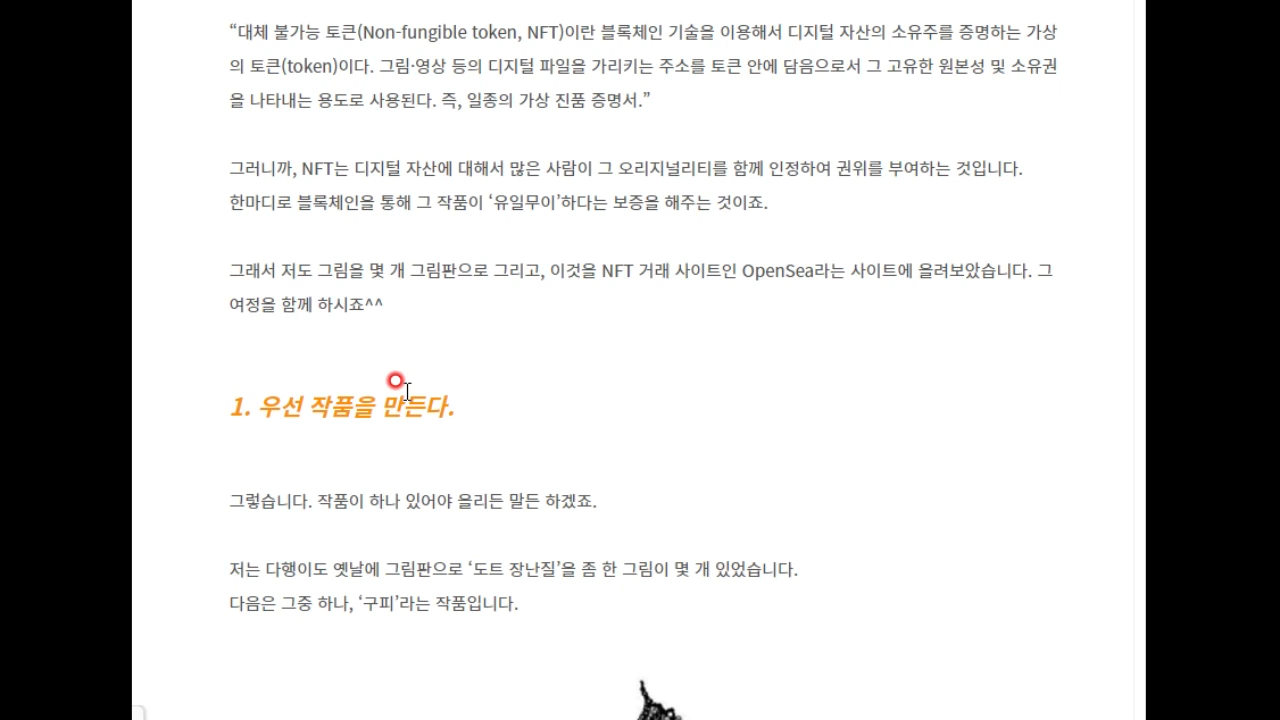 “대체 불가능 토큰(Non-fungible token, NFT)이란 블록체인 기술을 이용해서 디지털 자산의 소유주를 증명하는 가상
의 토큰(token)이다. 그림·영상 등의 디지털 파일을 가리키는 주소를 토큰 안에 담음으로서 그 고유한 원본성 및 소유권
을 나타내는 용도로 사용된다. 즉, 일종의 가상 진품 증명서.”
그러니까, NFT는 디지털 자산에 대해서 많은 사람이 그 오리지널리티를 함께 인정하여 권위를 부여하는 것입니다.
한마디로 블록체인을 통해 그 작품이 ‘유일무이’하다는 보증을 해주는 것이죠.
그래서 저도 그림을 몇 개 그림판으로 그리고, 이것을 NFT 거래 사이트인 OpenSea라는 사이트에 올려보았습니다. 그
여정을 함께 하시죠^^
1. 우선 작품을 만든다.
그렇습니다. 작품이 하나 있어야 올리든 말든 하겠죠.
저는 다행이도 옛날에 그림판으로 ‘도트 장난질’을 좀 한 그림이 몇 개 있었습니다.
다음은 그중 하나, ‘구피’라는 작품입니다.